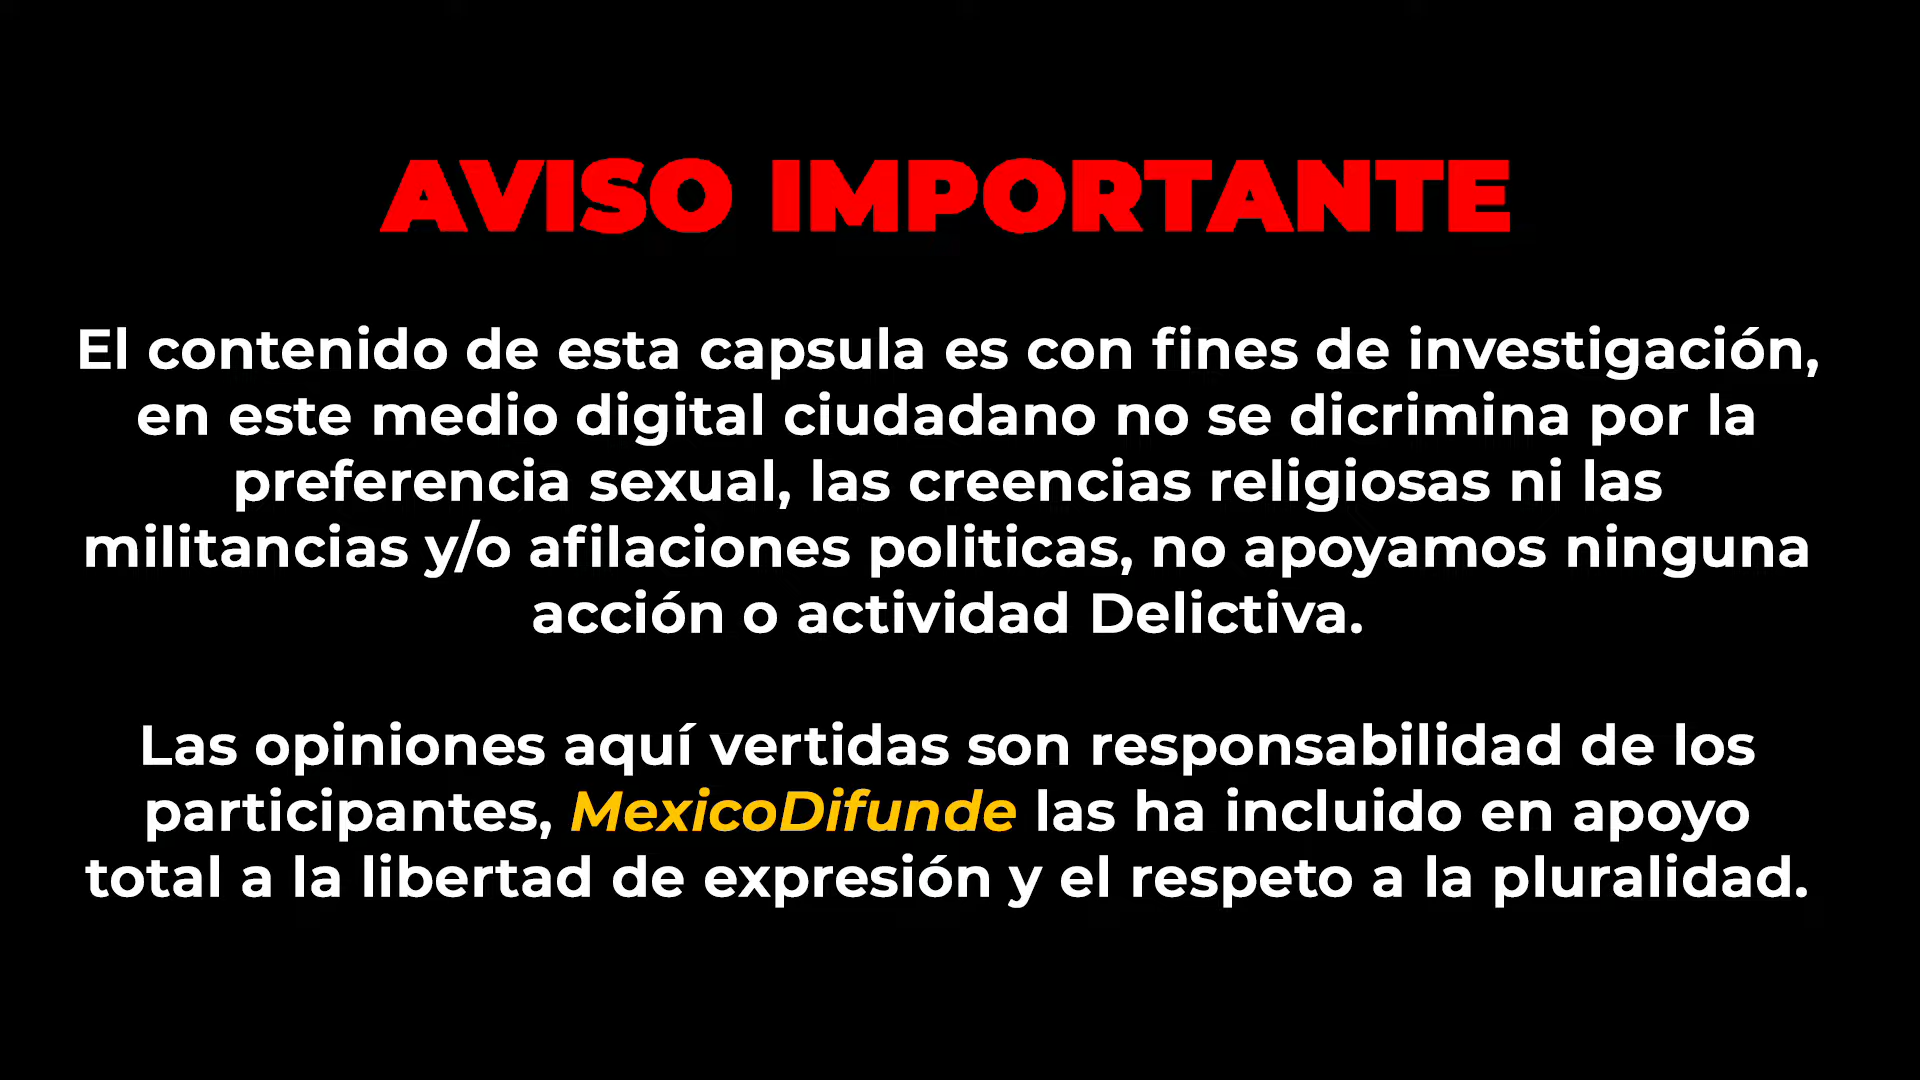 AVISO IMPORTANTE
El contenido de esta capsula es con fines de investigación,
en este medio digital ciudadano no se dicrimina por la
preferencia sexual, las creencias religiosas ni las
militancias y/o afilaciones politicas, no apoyamos ninguna
acción o actividad Delictiva.
Las opiniones aquí vertidas son responsabilidad de los
participantes, MexicoDifunde las ha incluido en apoyo
total a la libertad de expresión y el respeto a la pluralidad.